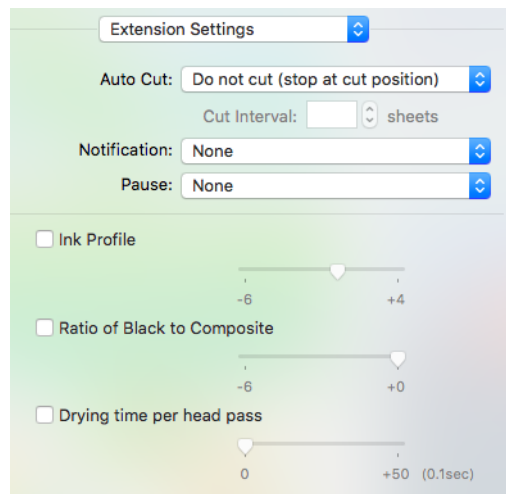 Extension Settings
Auto Cut: Do not cut (stop at cut position)
Cut Interval: sheets
Notification: None
Pause: None
Ink Profile
-6 +4
Ratio of Black to Composite
-6 +0
Drying time per head pass
0 +50 (0.1sec)